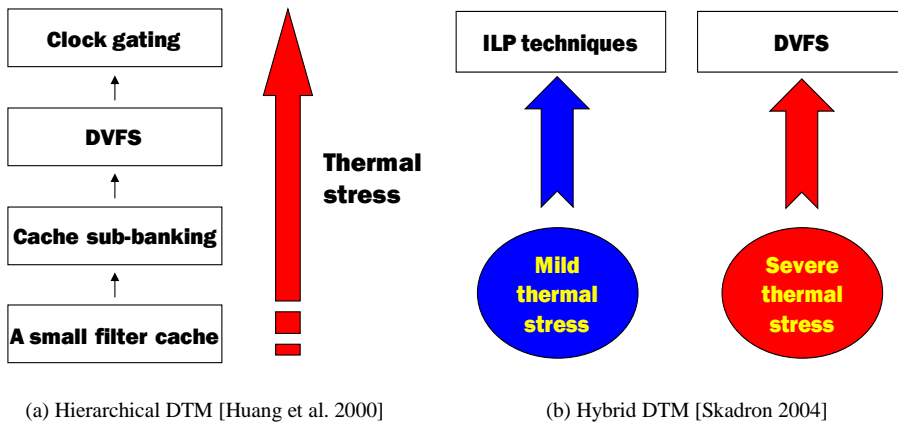 Clock gating
DVFS
Cache sub-banking
A small filter cache
Thermal
stress
(a) Hierarchical DTM [Huang et al. 2000]
ILP techniques
DVFS
Mild
thermal
stress
Severe
thermal
stress
(b) Hybrid DTM [Skadron 2004]